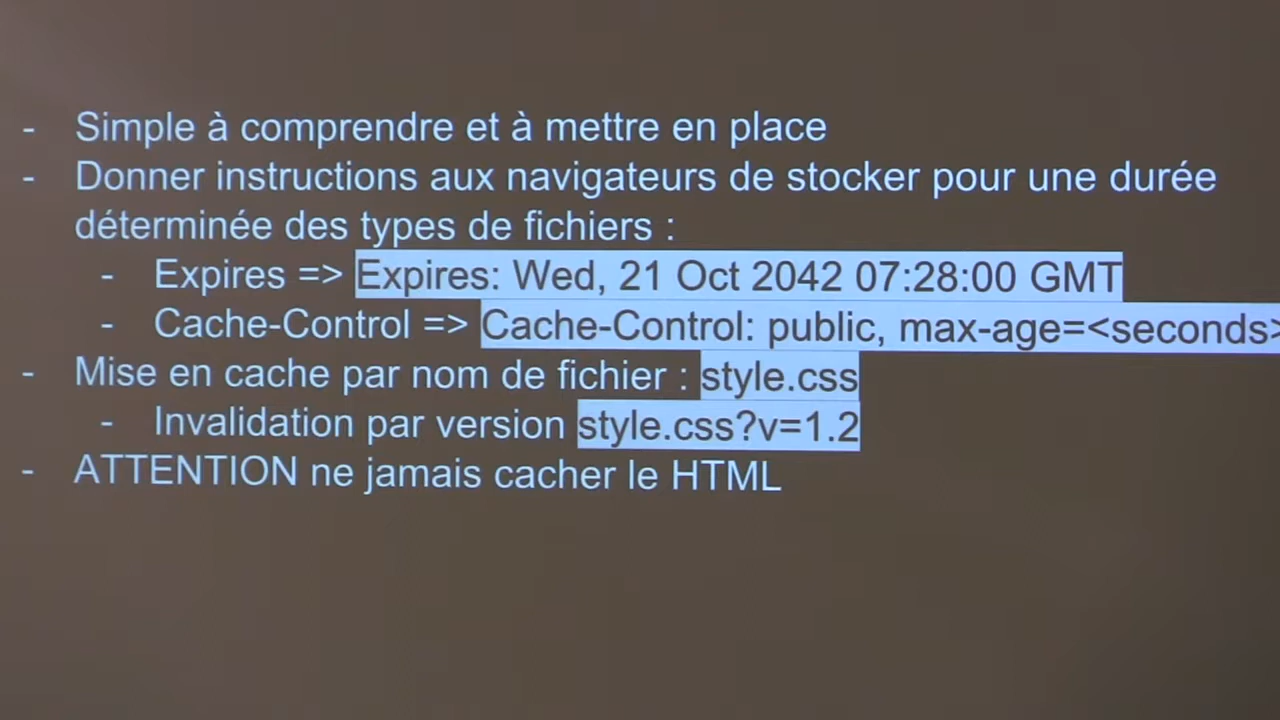 - Simple à comprendre et à mettre en place
- Donner instructions aux navigateurs de stocker pour une durée
déterminée des types de fichiers :
- Expires => Expires: Wed, 21 Oct 2042 07:28:00 GMT
- Cache-Control => Cache-Control: public, max-age=<seconds>
- Mise en cache par nom de fichier : style.css
- Invalidation par version style.css?v=1.2
- ATTENTION ne jamais cacher le HTML